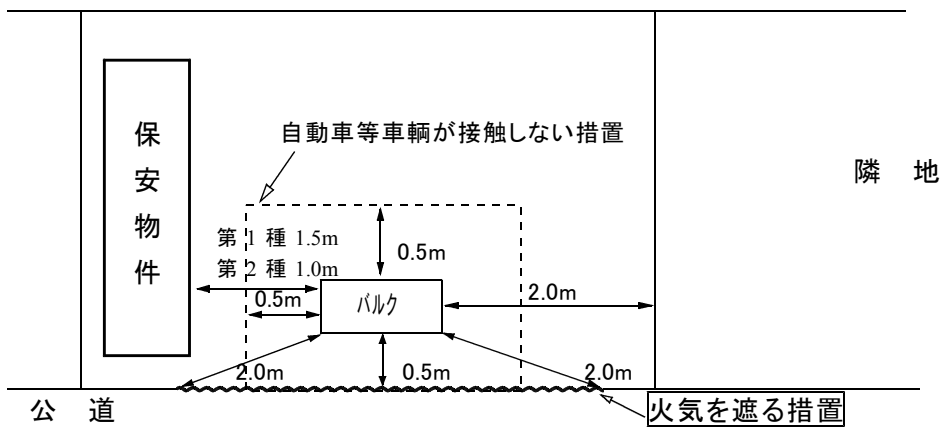 保安物件
自動車等車輌が接触しない措置
隣 地
第 1 種 1.5m
第 2 種 1.0m
0.5m
0.5m
バルク
2.0m
2.0m
0.5m
2.0m
公 道
火気を遮る措置